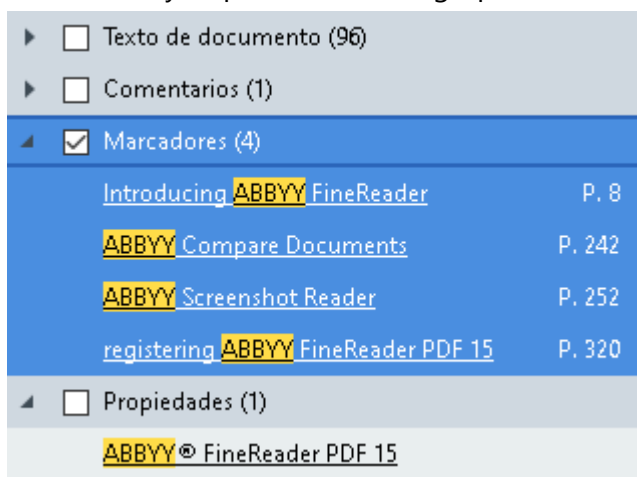 Texto de documento (96)
Comentarios (1)
Marcadores (4)
Introducing ABBYY FineReader P. 8
ABBYY Compare Documents P. 242
ABBYY Screenshot Reader P. 252
registering ABBYY FineReader PDF 15 P. 320
Propiedades (1)
ABBYY® FineReader PDF 15